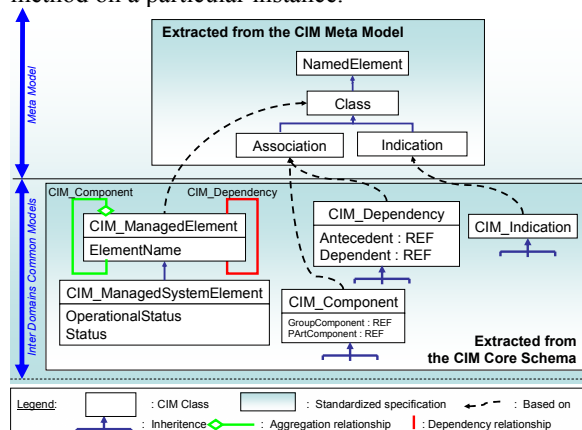 method on a particular instance.
Extracted from the CIM Meta Model
NamedElement
Class
Association
Indication
Meta Model
CIM_Component
CIM_Dependency
CIM_ManagedElement
ElementName
CIM_ManagedSystemElement
OperationalStatus
Status
CIM_Dependency
Antecedent : REF
Dependent : REF
CIM_Indication
CIM_Component
GroupComponent : REF
PArtComponent : REF
Extracted from
the CIM Core Schema
Inter Domains Common Models
Legend: : CIM Class : Standardized specification : Based on
: Inheritence : Aggregation relationship : Dependency relationship